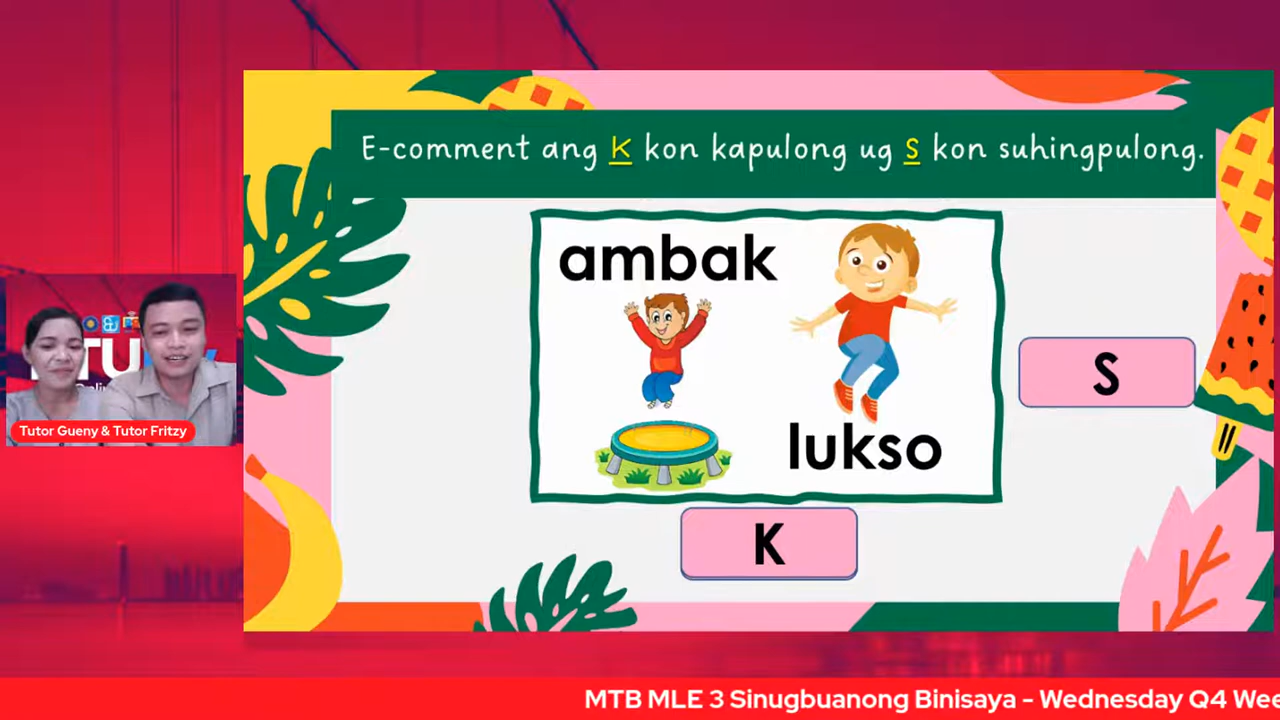 E-comment ang K kon kapulong ug S kon suhingpulong.
ambak
lukso
S
K
TU
Tutor Gueny & Tutor Fritzy
MTB MLE 3 Sinugbuanong Binisaya - Wednesday Q4 Wee